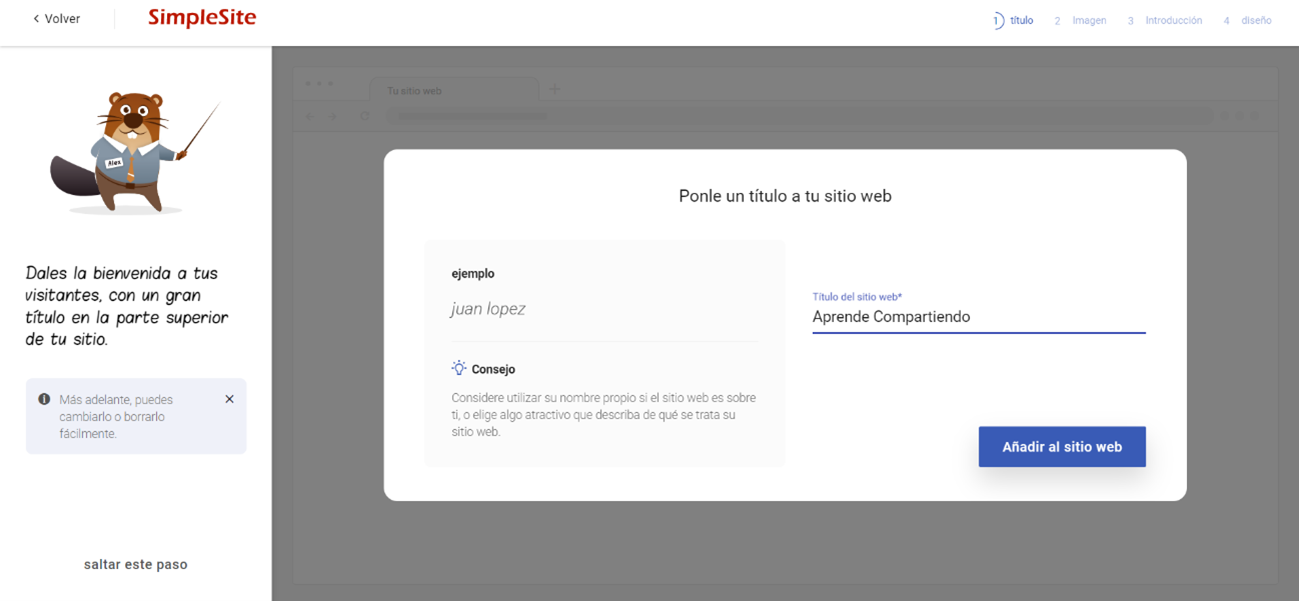 Volver
SimpleSite
1 título 2 Imagen 3 Introducción 4 diseño
Alex
Dales la bienvenida a tus
visitantes, con un gran
título en la parte superior
de tu sitio.
Más adelante, puedes
cambiarlo o borrarlo
fácilmente.
saltar este paso
Tu sitio web
Ponle un título a tu sitio web
ejemplo
juan lopez
Consejo
Considere utilizar su nombre propio si el sitio web es sobre
ti, o elige algo atractivo que describa de qué se trata su
sitio web.
Título del sitio web*
Aprende Compartiendo
Añadir al sitio web